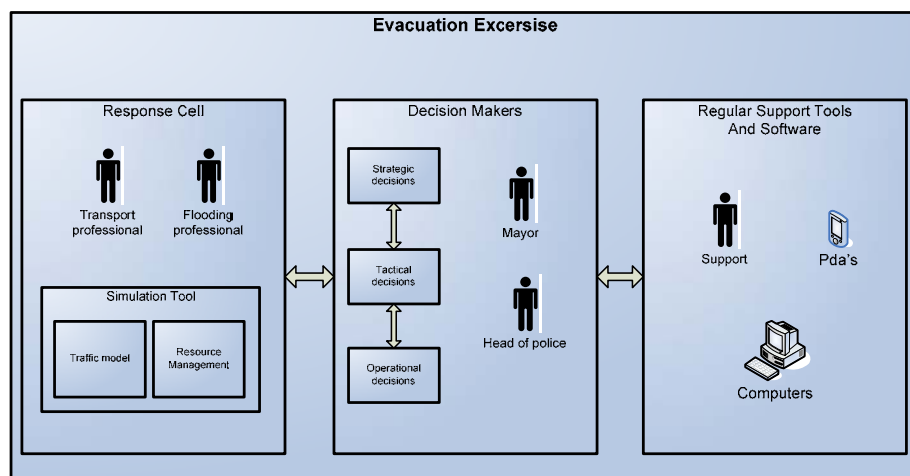 Evacuation Excersise
Response Cell
Transport
professional
Flooding
professional
Simulation Tool
Traffic model
Resource
Management
Decision Makers
Strategic
decisions
Tactical
decisions
Operational
decisions
Mayor
Head of police
Regular Support Tools
And Software
Support
Pda's
Computers